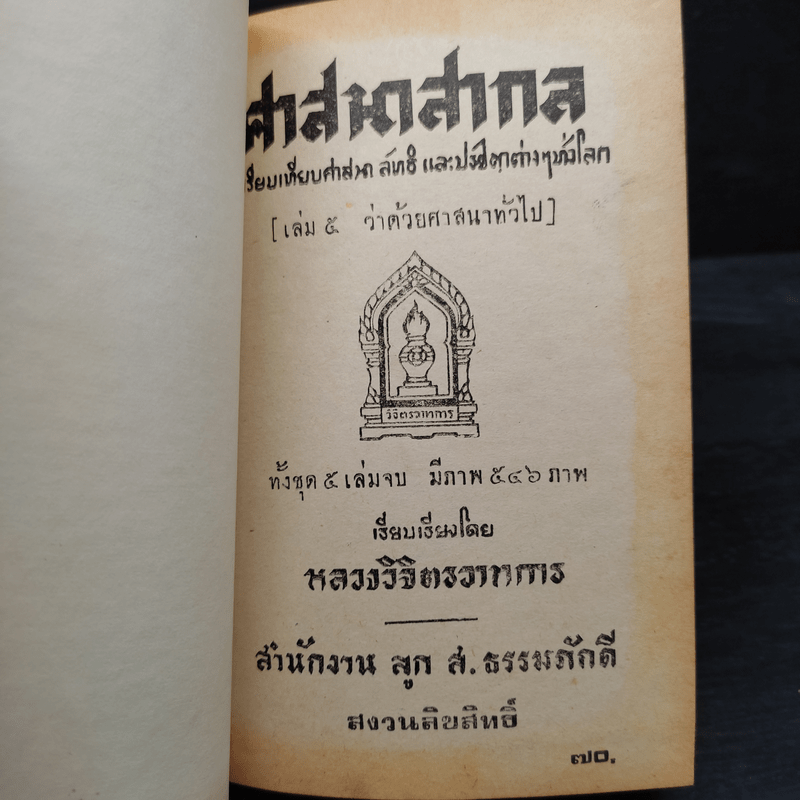 ศาสนาสากล
เรียบเทียบศาสนา ลัทธิ และปรัชญาต่างๆทั่วโลก
[เล่ม ๕ ว่าด้วยศาสนาทั่วไป]
วิจิตรวาทการ
ทั้งชุด ๕ เล่มจบ มีภาพ ๕๔๖ ภาพ
เรียบเรียงโดย
หลวงวิจิตรวาทการ
สำนักงาน ลูก ส. ธรรมภักดี
สงวนลิขสิทธิ์
๗๐.